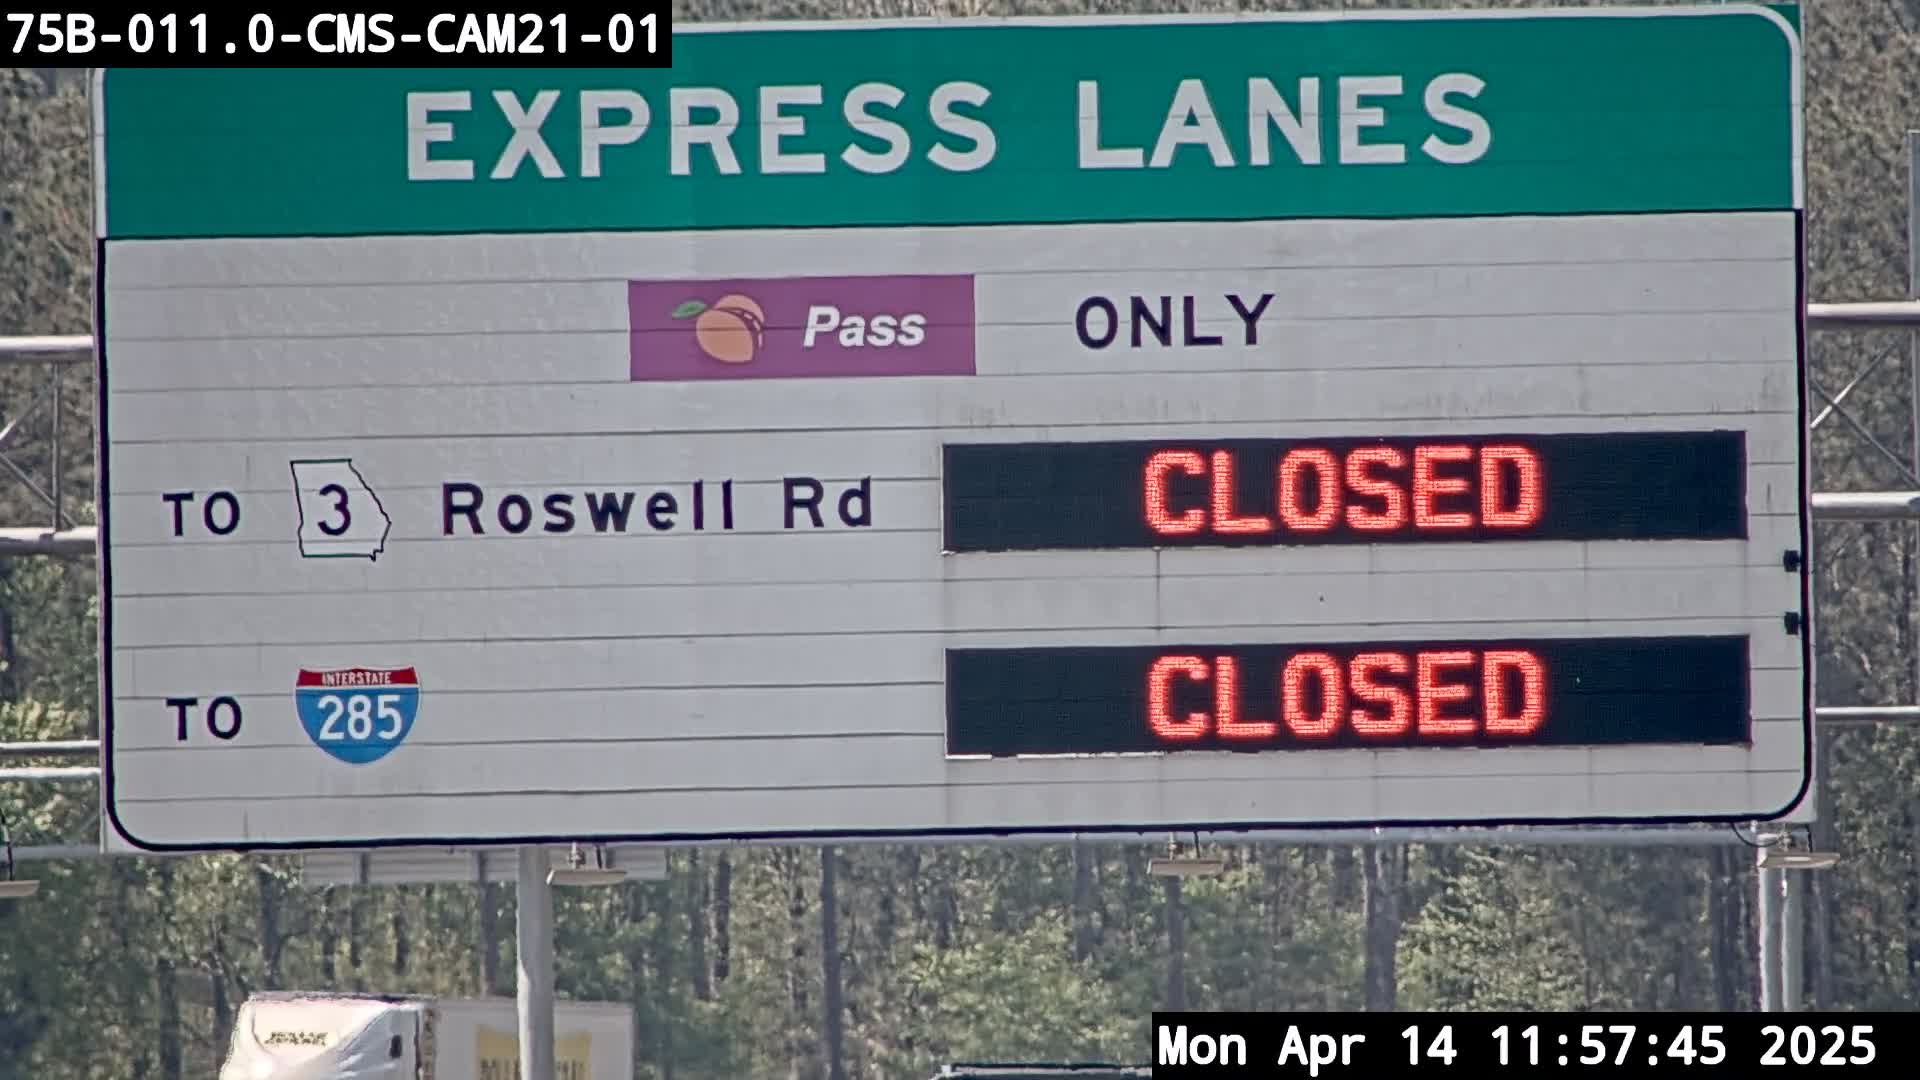 75B-011.0-CMS-CAM21-01
EXPRESS LANES
Pass ONLY
TO 3 Roswell Rd CLOSED
INTERSTATE
TO 285 CLOSED
Mon Apr 14 11:57:45 2025